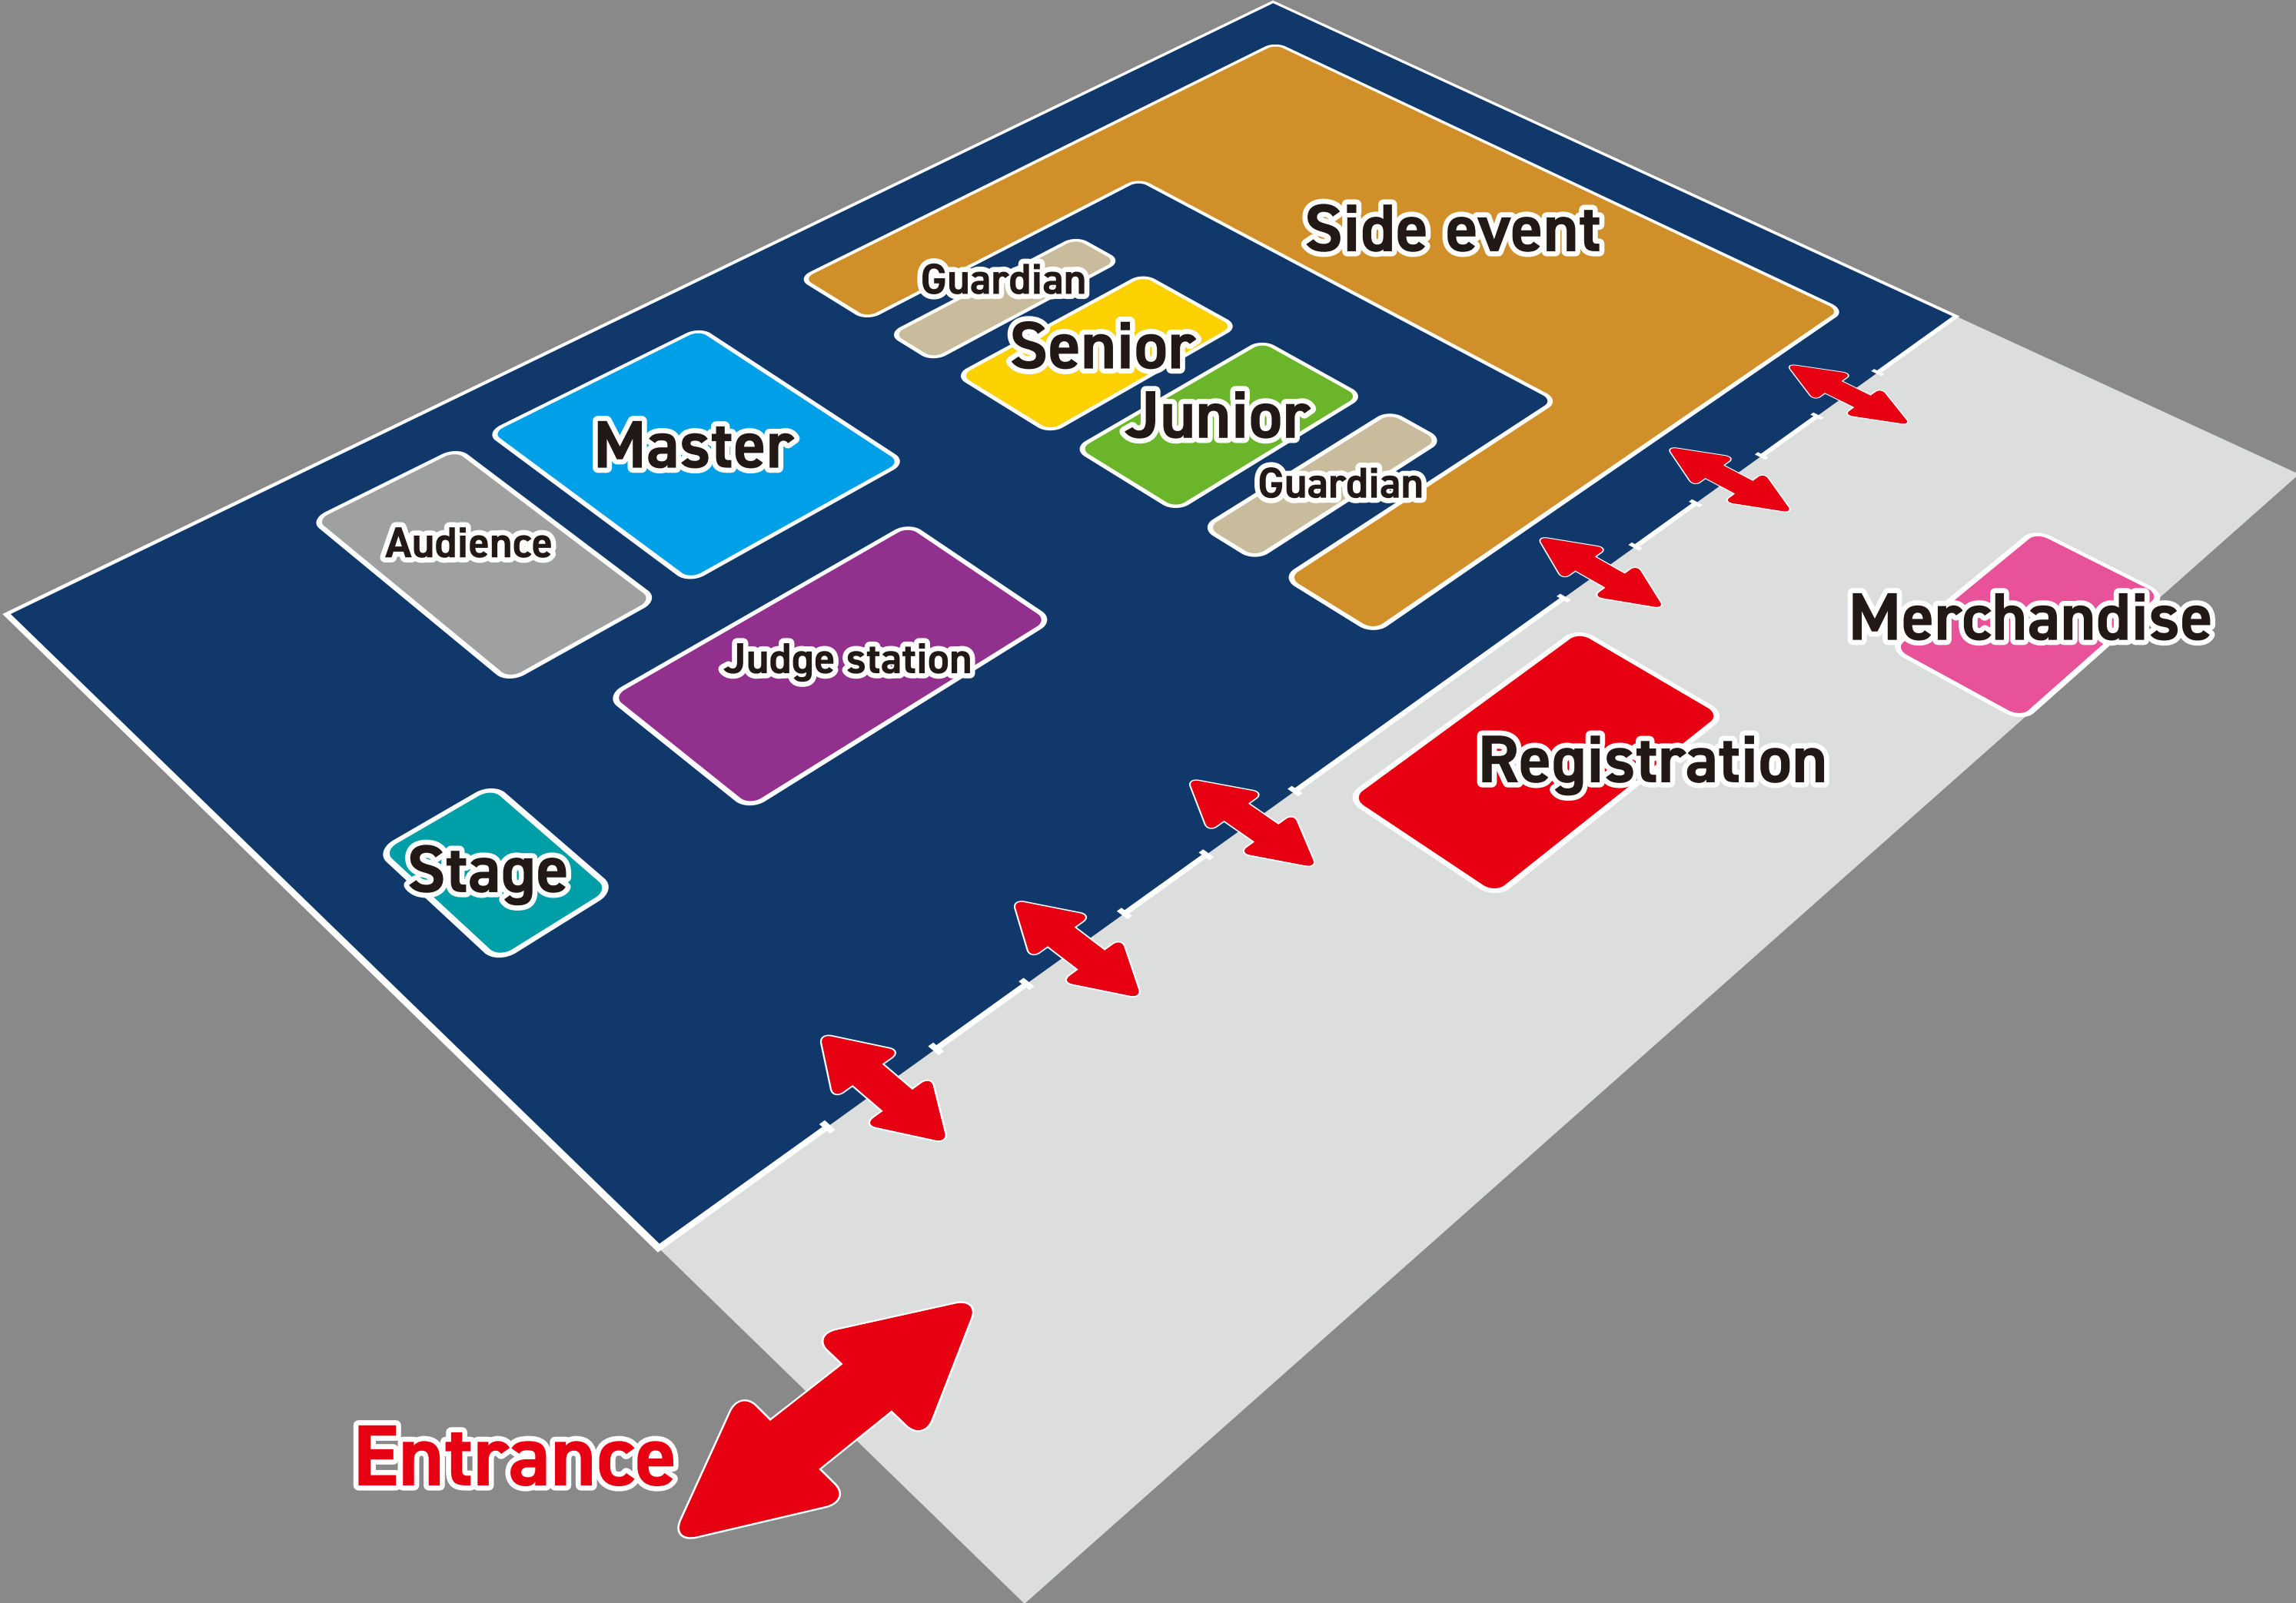 Side event
Guardian
Senior
Junior
Master
Guardian
Audience
Judge station
Merchandise
Registration
Stage
Entrance